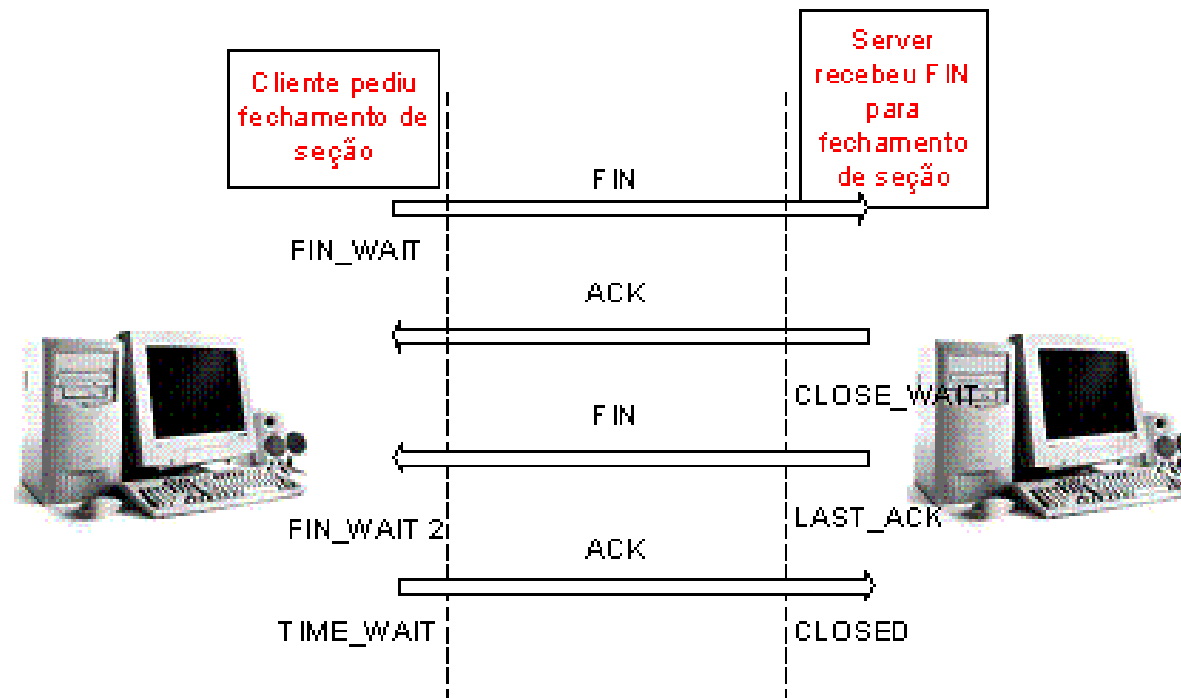 Cliente pediu
fechamento de
seção
Server
recebeu FIN
para
fechamento
de seção
FIN
FIN_WAIT
ACK
CLOSE_WAIT
FIN
FIN_WAIT 2
LAST_ACK
ACK
TIME_WAIT
CLOSED